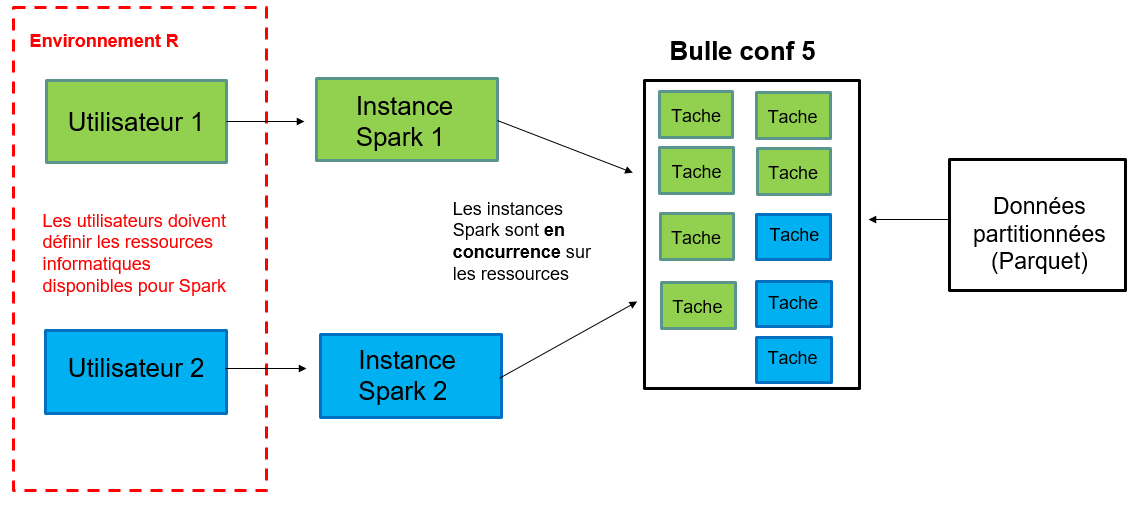 Environnement R
Utilisateur 1
Les utilisateurs doivent
définir les ressources
informatiques
disponibles pour Spark
Utilisateur 2
Instance
Spark 1
Les instances
Spark sont en
concurrence sur
les ressources
Instance
Spark 2
Bulle conf 5
Tache
Tache
Tache
Tache
Tache
Tache
Tache
Tache
Tache
Données
partitionnées
(Parquet)